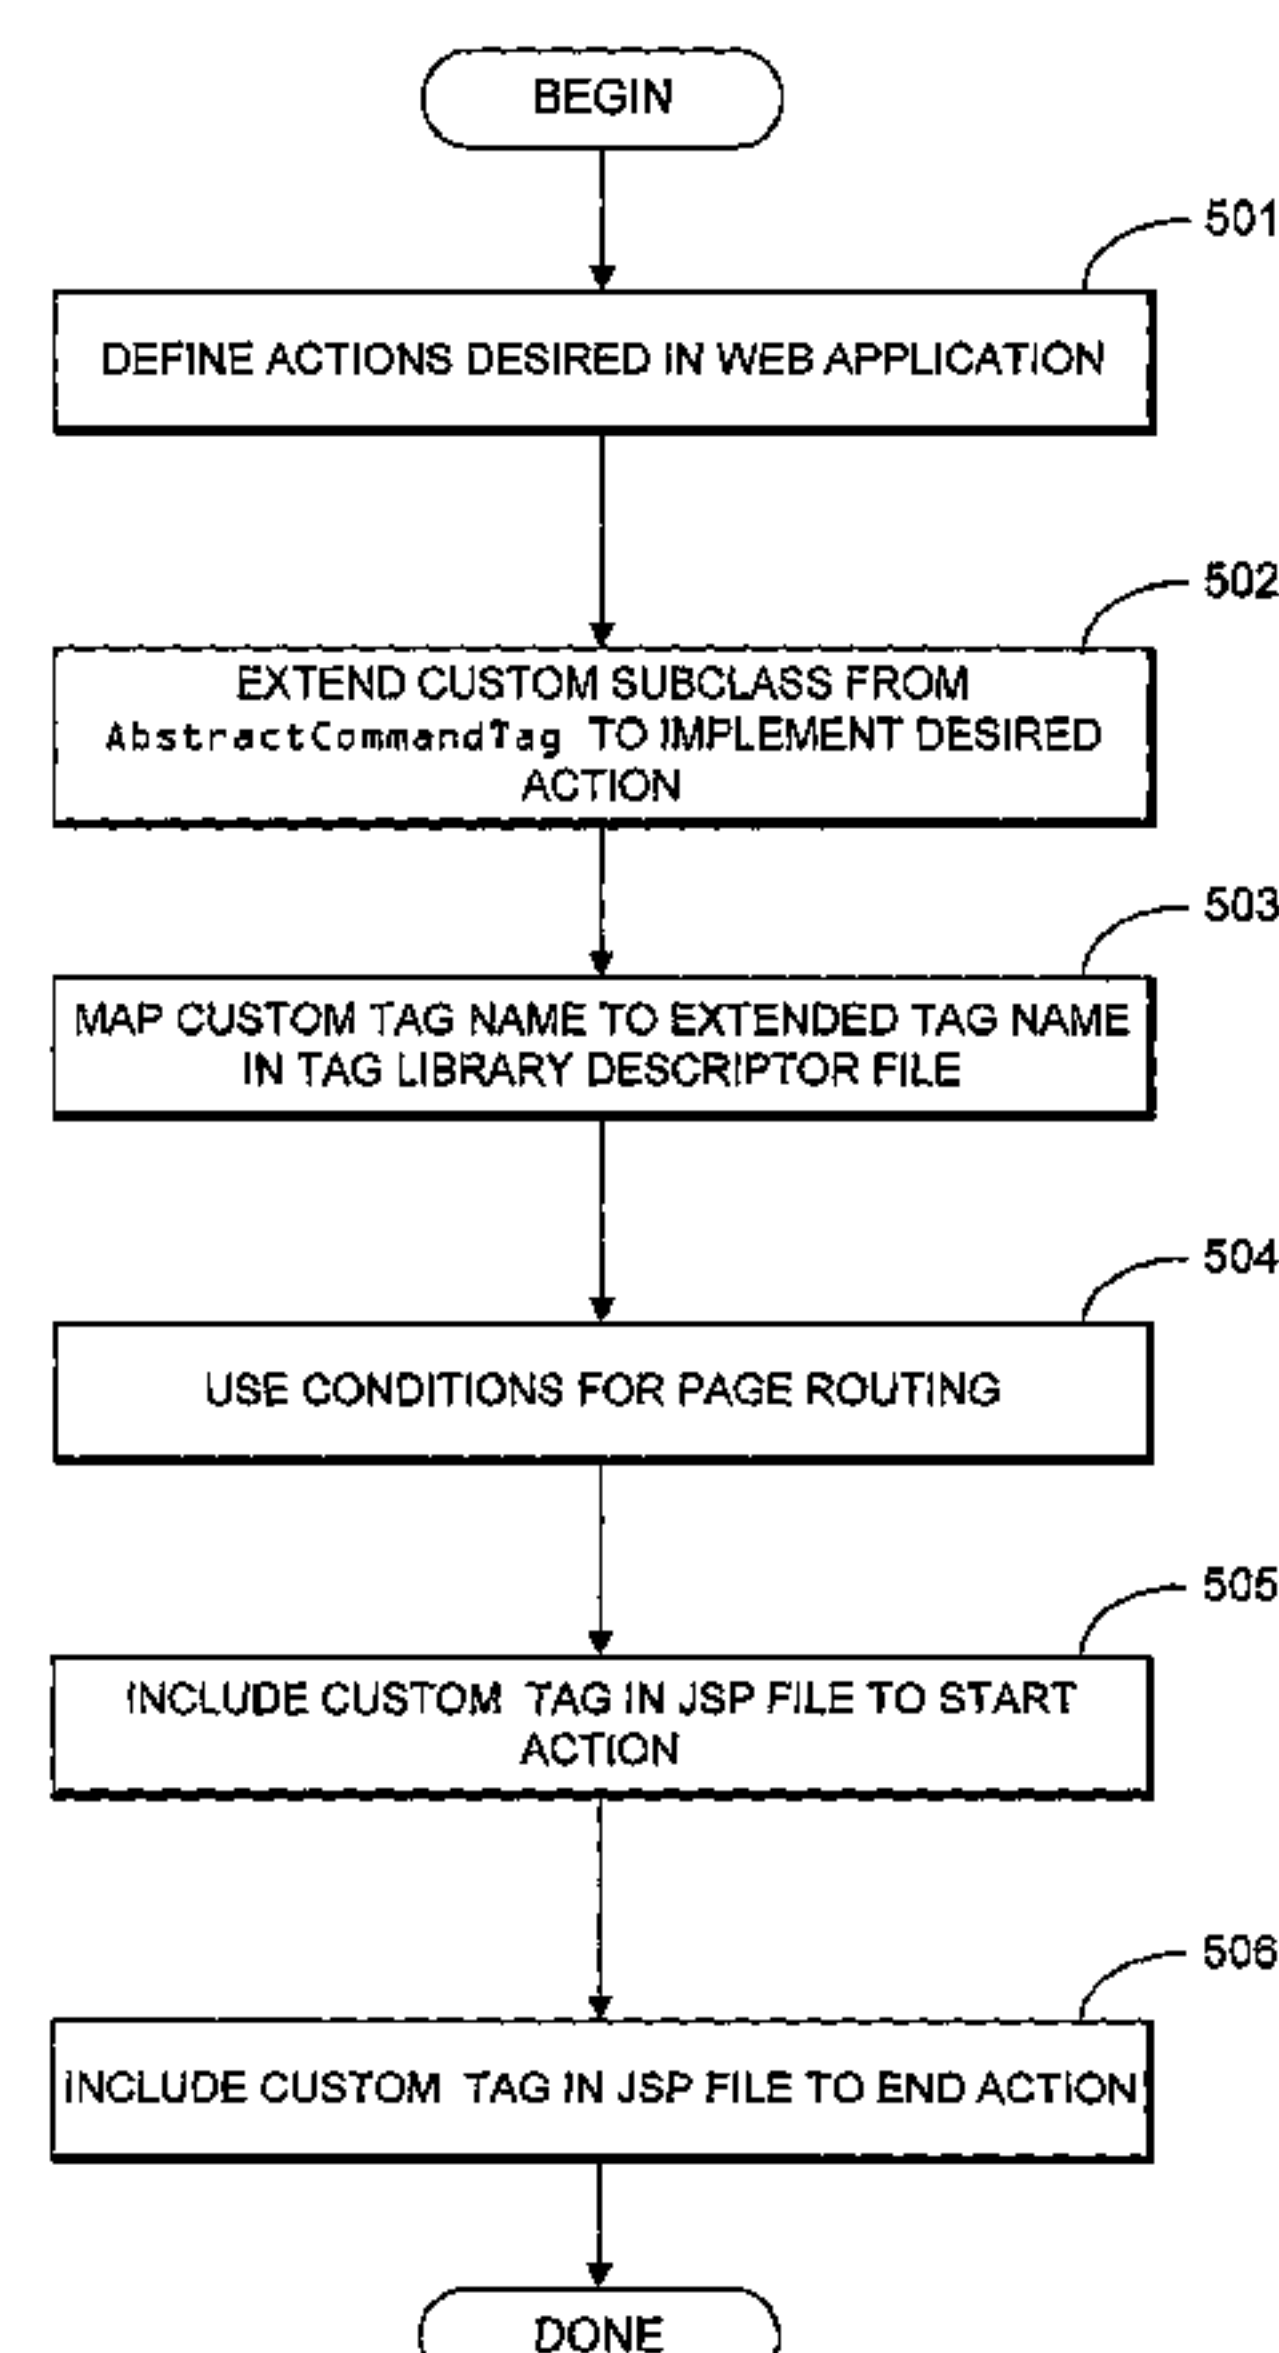 BEGIN
501
DEFINE ACTIONS DESIRED IN WEB APPLICATION
502
EXTEND CUSTOM SUBCLASS FROM
AbstractCommandTag TO IMPLEMENT DESIRED
ACTION
503
MAP CUSTOM TAG NAME TO EXTENDED TAG NAME
IN TAG LIBRARY DESCRIPTOR FILE
504
USE CONDITIONS FOR PAGE ROUTING
505
INCLUDE CUSTOM TAG IN JSP FILE TO START
ACTION
506
INCLUDE CUSTOM TAG IN JSP FILE TO END ACTION
DONE